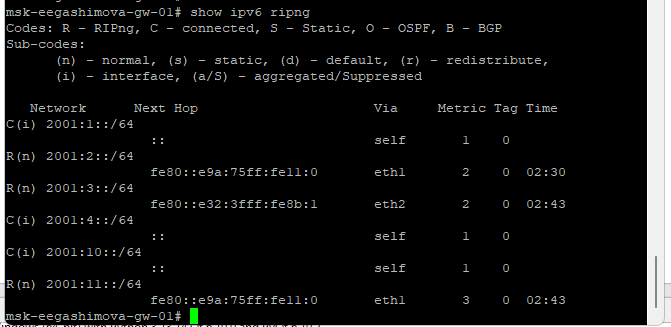 msk-eegashimova-gw-01# show ipv6 ripng
Codes: R - RIPng, C - connected, S - Static, O - OSPF, B - BGP
Sub-codes:
(n) - normal, (s) - static, (d) - default, (r) - redistribute,
(i) - interface, (a/S) - aggregated/Suppressed
Network Next Hop Via Metric Tag Time
C(i) 2001:1::/64
:: self 1 0
R(n) 2001:2::/64
fe80::e9a:75ff:fe11:0 eth1 2 0 02:30
R(n) 2001:3::/64
fe80::e32:3fff:fe8b:1 eth2 2 0 02:43
C(i) 2001:4::/64
:: self 1 0
C(i) 2001:10::/64
:: self 1 0
R(n) 2001:11::/64
fe80::e9a:75ff:fe11:0 eth1 3 0 02:43
msk-eegashimova-gw-01#